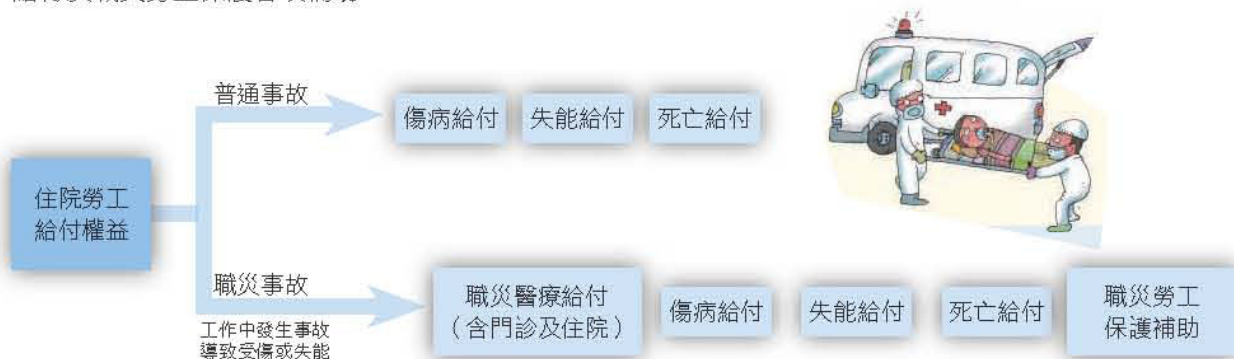 普通事故
傷病給付
失能給付
死亡給付
住院勞工
給付權益
職災事故
工作中發生事故
導致受傷或失能
職災醫療給付
（含門診及住院）
傷病給付
失能給付
死亡給付
職災勞工
保護補助